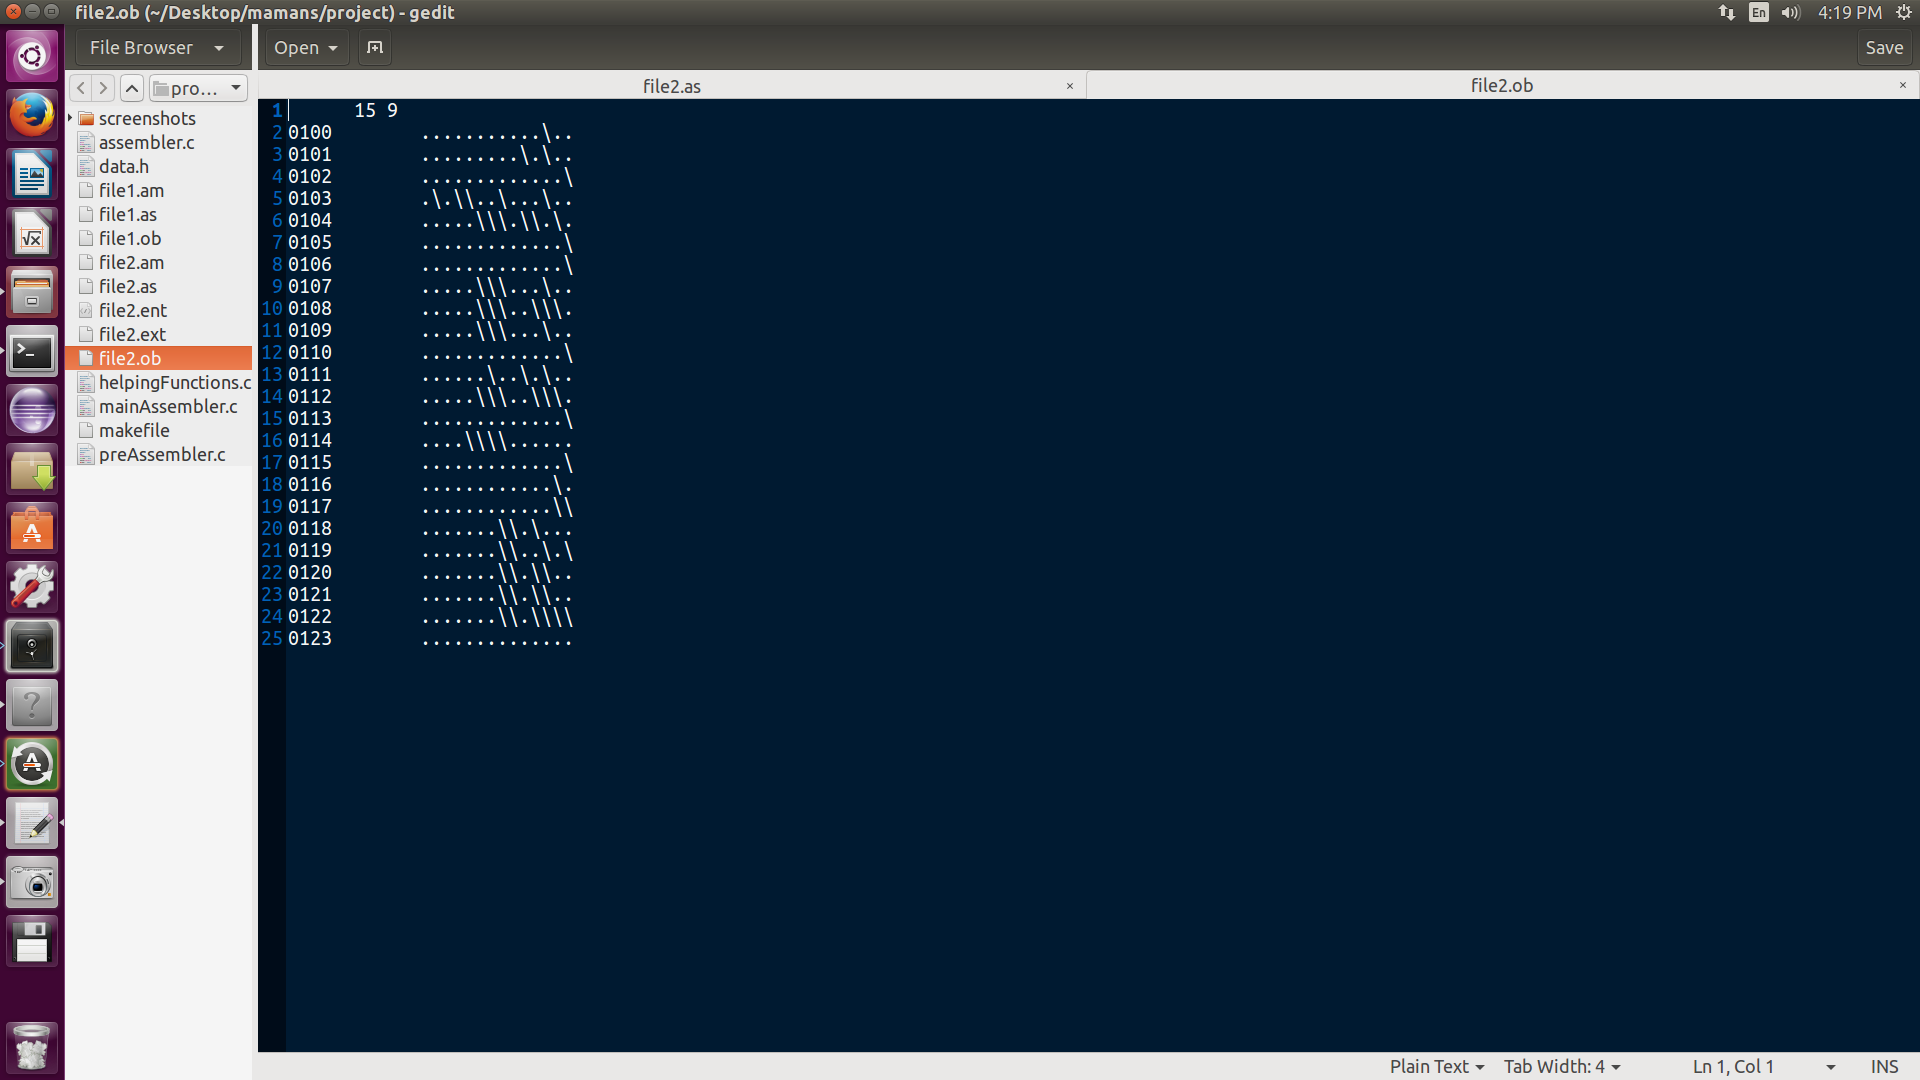 file2.ob (~/Desktop/mamans/project) - gedit
En
4:19 PM
File Browser
Open
Save
pro...
file2.as
file2.ob
screenshots
assembler.c
data.h
file1.am
file1.as
file1.ob
file2.am
file2.as
file2.ent
file2.ext
file2.ob
helpingFunctions.c
mainAssembler.c
makefile
preAssembler.c
1 15 9
2 0100 ...........\..
3 0101 .........\.\..
4 0102 .............\
5 0103 .\.\\..\...\..
6 0104 .....\\\.\\.\.
7 0105 .............\
8 0106 .............\
9 0107 .....\\\...\..
10 0108 .....\\\..\\\.
11 0109 .....\\\...\..
12 0110 .............\
13 0111 ......\..\.\..
14 0112 .....\\\..\\\.
15 0113 .............\
16 0114 ....\\\\......
17 0115 .............\
18 0116 ............\.
19 0117 ............\\
20 0118 .......\\.\...
21 0119 .......\\..\.\
22 0120 .......\\.\\..
23 0121 .......\\.\\..
24 0122 .......\\.\\\\
25 0123 ..............
Plain Text
Tab Width: 4
Ln 1, Col 1
INS